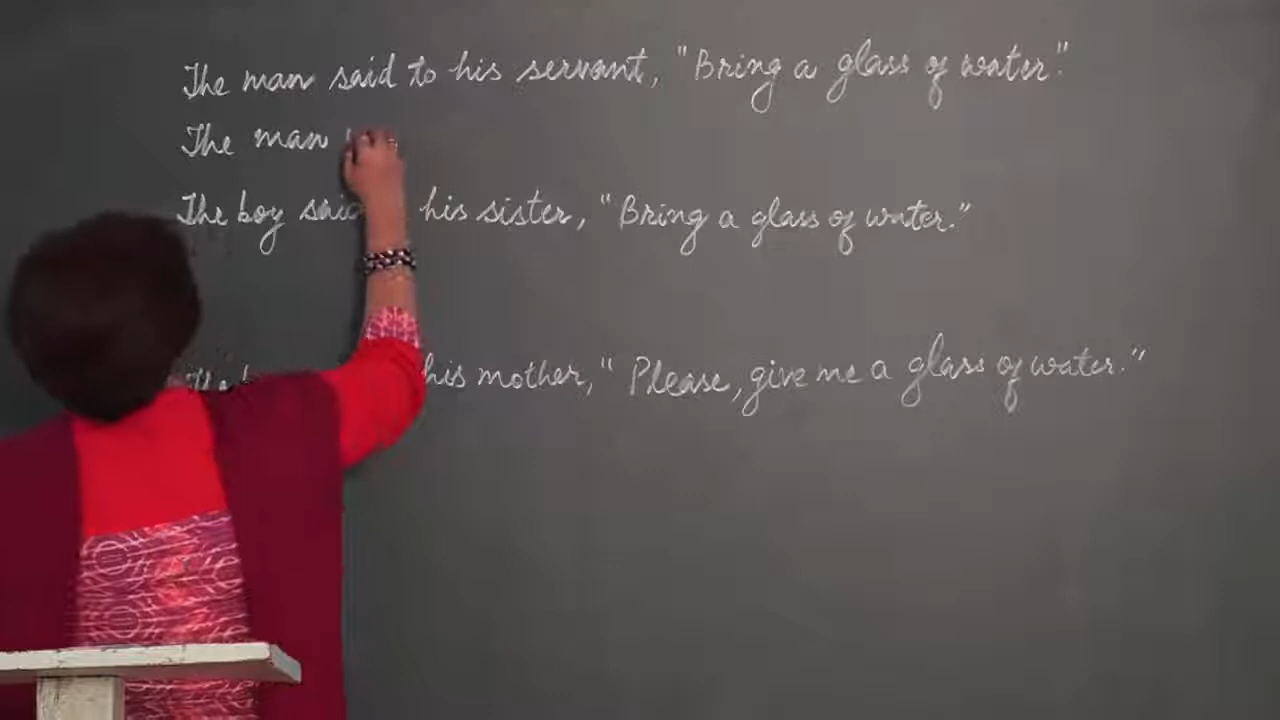 The man said to his servant, "Bring a glass of water."
The man
The boy said his sister, "Bring a glass of water."
his mother, "Please, give me a glass of water."